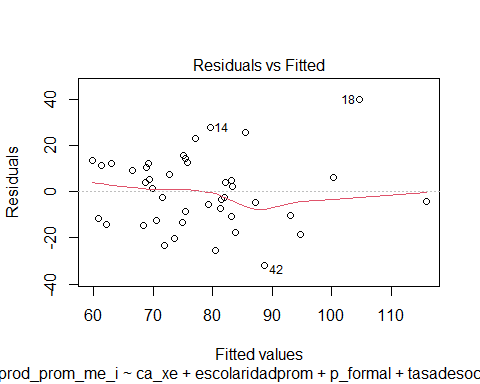 Residuals vs Fitted
Residuals
40
20
0
-20
-40
18
14
42
60 70 80 90 100 110
Fitted values
prod_prom_me_i ~ ca_xe + escolaridadprom + p_formal + tasadesoc